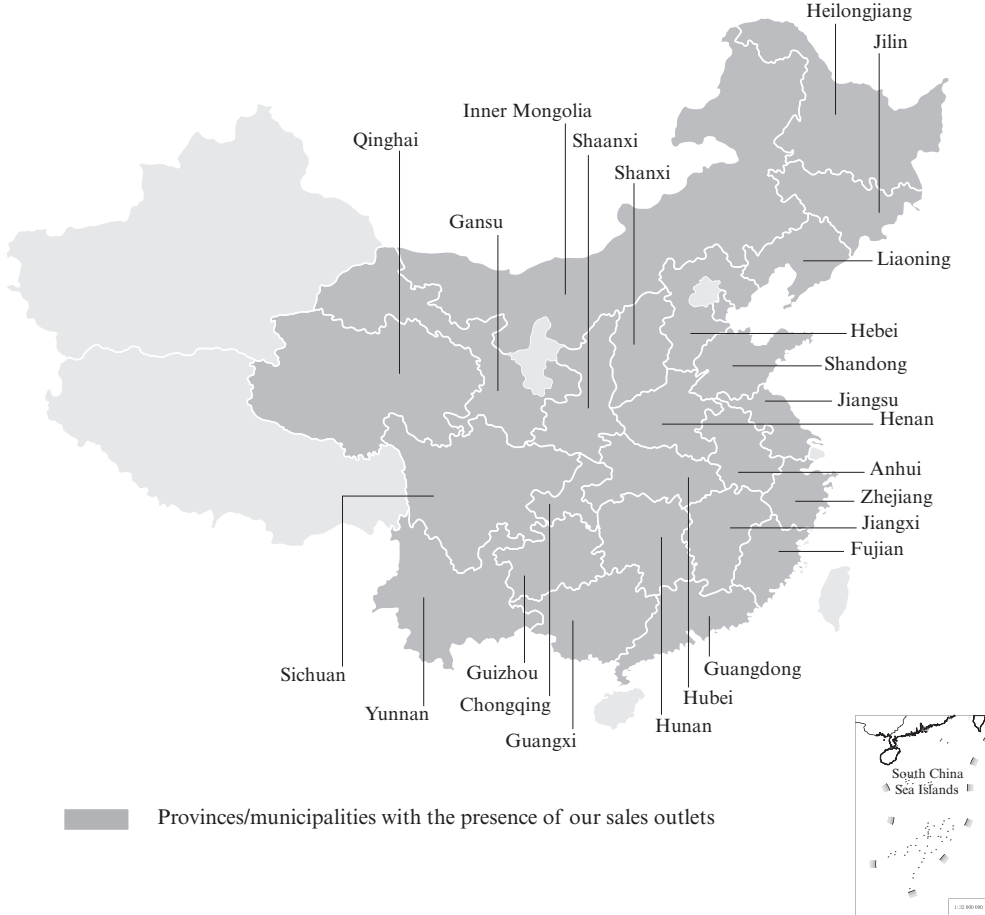 Heilongjiang
Jilin
Inner Mongolia
Qinghai
Shaanxi
Shanxi
Gansu
Liaoning
Hebei
Shandong
Jiangsu
Henan
Anhui
Zhejiang
Jiangxi
Fujian
Sichuan
Guizhou
Guangdong
Chongqing
Hubei
Yunnan
Hunan
Guangxi
South China
Sea Islands
Provinces/municipalities with the presence of our sales outlets